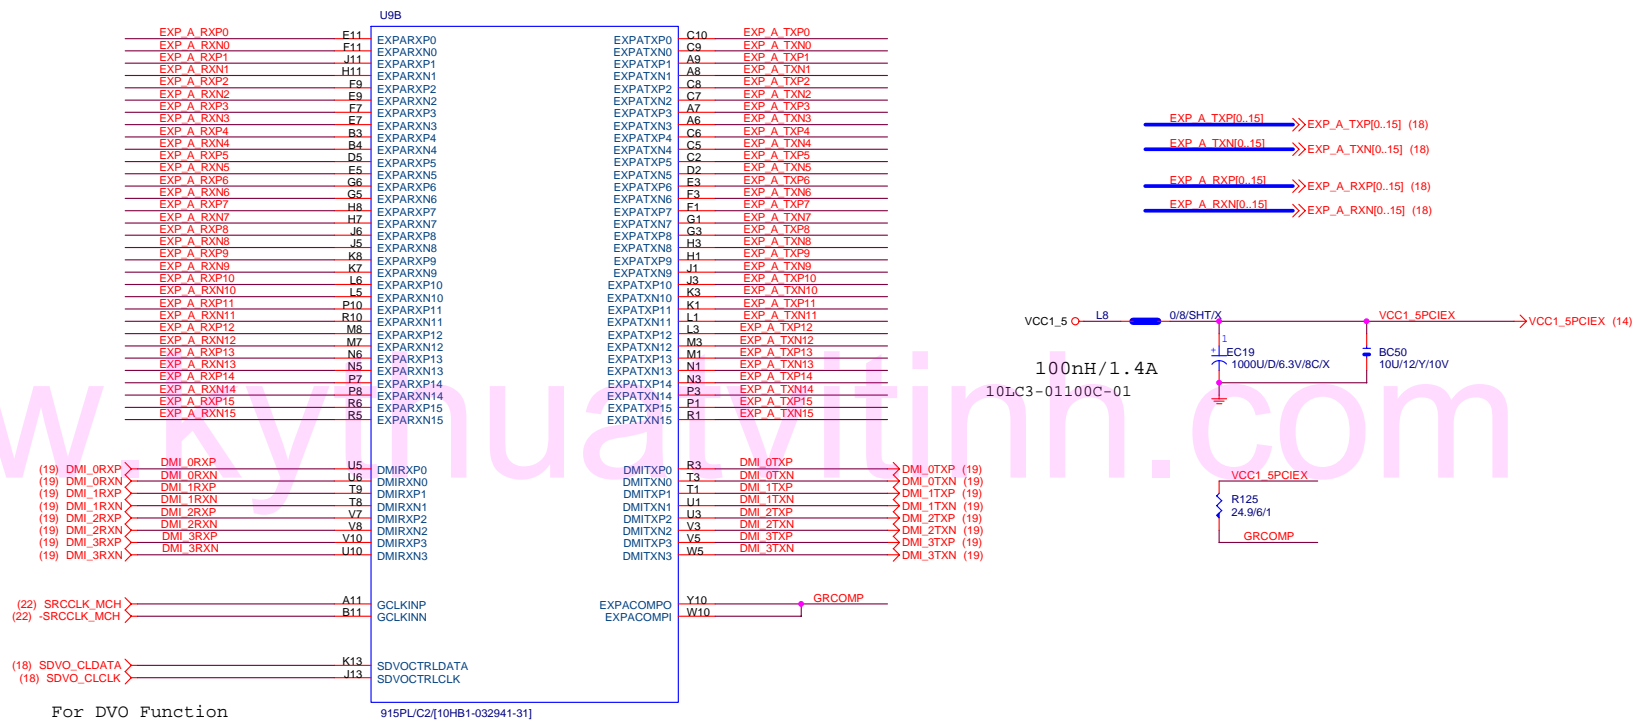 U9B
EXP_A_RXP0 E11 EXPARXP0 EXPATXP0 C10 EXP_A_TXP0
EXP_A_RXN0 F11 EXPARXN0 EXPATXN0 C9 EXP_A_TXN0
EXP_A_RXP1 J11 EXPARXP1 EXPATXP1 A9 EXP_A_TXP1
EXP_A_RXN1 H11 EXPARXN1 EXPATXN1 A8 EXP_A_TXN1
EXP_A_RXP2 F9 EXPARXP2 EXPATXP2 C8 EXP_A_TXP2
EXP_A_RXN2 E9 EXPARXN2 EXPATXN2 C7 EXP_A_TXN2
EXP_A_RXP3 F7 EXPARXP3 EXPATXP3 A7 EXP_A_TXP3
EXP_A_RXN3 E7 EXPARXN3 EXPATXN3 A6 EXP_A_TXN3
EXP_A_RXP4 B3 EXPARXP4 EXPATXP4 C6 EXP_A_TXP4
EXP_A_RXN4 B4 EXPARXN4 EXPATXN4 C5 EXP_A_TXN4
EXP_A_RXP5 D5 EXPARXP5 EXPATXP5 C2 EXP_A_TXP5
EXP_A_RXN5 E5 EXPARXN5 EXPATXN5 D2 EXP_A_TXN5
EXP_A_RXP6 G6 EXPARXP6 EXPATXP6 E3 EXP_A_TXP6
EXP_A_RXN6 G5 EXPARXN6 EXPATXN6 F3 EXP_A_TXN6
EXP_A_RXP7 H8 EXPARXP7 EXPATXP7 F1 EXP_A_TXP7
EXP_A_RXN7 H7 EXPARXN7 EXPATXN7 G1 EXP_A_TXN7
EXP_A_RXP8 J6 EXPARXP8 EXPATXP8 G3 EXP_A_TXP8
EXP_A_RXN8 J5 EXPARXN8 EXPATXN8 H3 EXP_A_TXN8
EXP_A_RXP9 K8 EXPARXP9 EXPATXP9 H1 EXP_A_TXP9
EXP_A_RXN9 K7 EXPARXN9 EXPATXN9 J1 EXP_A_TXN9
EXP_A_RXP10 L6 EXPARXP10 EXPATXP10 J3 EXP_A_TXP10
EXP_A_RXN10 L5 EXPARXN10 EXPATXN10 K3 EXP_A_TXN10
EXP_A_RXP11 P10 EXPARXP11 EXPATXP11 K1 EXP_A_TXP11
EXP_A_RXN11 R10 EXPARXN11 EXPATXN11 L1 EXP_A_TXN11
EXP_A_RXP12 M8 EXPARXP12 EXPATXP12 L3 EXP_A_TXP12
EXP_A_RXN12 M7 EXPARXN12 EXPATXN12 M3 EXP_A_TXN12
EXP_A_RXP13 N6 EXPARXP13 EXPATXP13 M1 EXP_A_TXP13
EXP_A_RXN13 N5 EXPARXN13 EXPATXN13 N1 EXP_A_TXN13
EXP_A_RXP14 P7 EXPARXP14 EXPATXP14 N3 EXP_A_TXP14
EXP_A_RXN14 P8 EXPARXN14 EXPATXN14 P3 EXP_A_TXN14
EXP_A_RXP15 R6 EXPARXP15 EXPATXP15 P1 EXP_A_TXP15
EXP_A_RXN15 R5 EXPARXN15 EXPATXN15 R1 EXP_A_TXN15
(19) DMI_0RXP DMI_0RXP U5 DMIRXP0 DMITXP0 R3 DMI_0TXP DMI_0TXP (19)
(19) DMI_0RXN DMI_0RXN U6 DMIRXN0 DMITXN0 T3 DMI_0TXN DMI_0TXN (19)
(19) DMI_1RXP DMI_1RXP T9 DMIRXP1 DMITXP1 T1 DMI_1TXP DMI_1TXP (19)
(19) DMI_1RXN DMI_1RXN T8 DMIRXN1 DMITXN1 U1 DMI_1TXN DMI_1TXN (19)
(19) DMI_2RXP DMI_2RXP V7 DMIRXP2 DMITXP2 U3 DMI_2TXP DMI_2TXP (19)
(19) DMI_2RXN DMI_2RXN V8 DMIRXN2 DMITXN2 V3 DMI_2TXN DMI_2TXN (19)
(19) DMI_3RXP DMI_3RXP V10 DMIRXP3 DMITXP3 V5 DMI_3TXP DMI_3TXP (19)
(19) DMI_3RXN DMI_3RXN U10 DMIRXN3 DMITXN3 W5 DMI_3TXN DMI_3TXN (19)
(22) SRCCLK_MCH A11 GCLKINP EXPACOMPO Y10 GRCOMP
(22) -SRCCLK_MCH B11 GCLKINN EXPACOMPI W10
(18) SDVO_CLDATA K13 SDVOCTRLDATA
(18) SDVO_CLCLK J13 SDVOCTRLCLK
For DVO Function
915PL/C2/[10HB1-032941-31]
EXP_A_TXP[0..15] EXP_A_TXP[0..15] (18)
EXP_A_TXN[0..15] EXP_A_TXN[0..15] (18)
EXP_A_RXP[0..15] EXP_A_RXP[0..15] (18)
EXP_A_RXN[0..15] EXP_A_RXN[0..15] (18)
VCC1_5 L8 0/8/SHT/X VCC1_5PCIEX VCC1_5PCIEX (14)
1
+
EC19 BC50
1000U/D/6.3V/8C/X 10U/12/Y/10V
100nH/1.4A
10LC3-01100C-01
VCC1_5PCIEX
R125
24.9/6/1
GRCOMP
w.kythuatvitinh.com